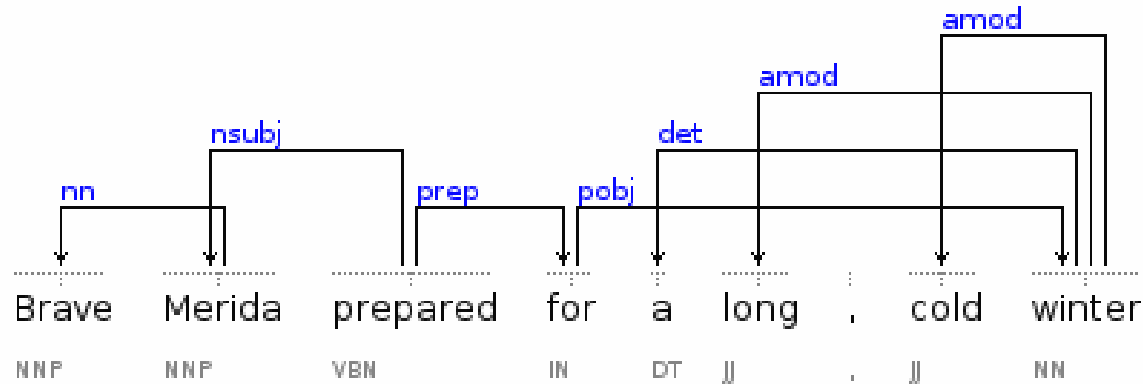 amod
amod
nsubj det
nn prep pobj
Brave Merida prepared for a long , cold winter
NNP NNP VBN IN DT JJ , JJ NN